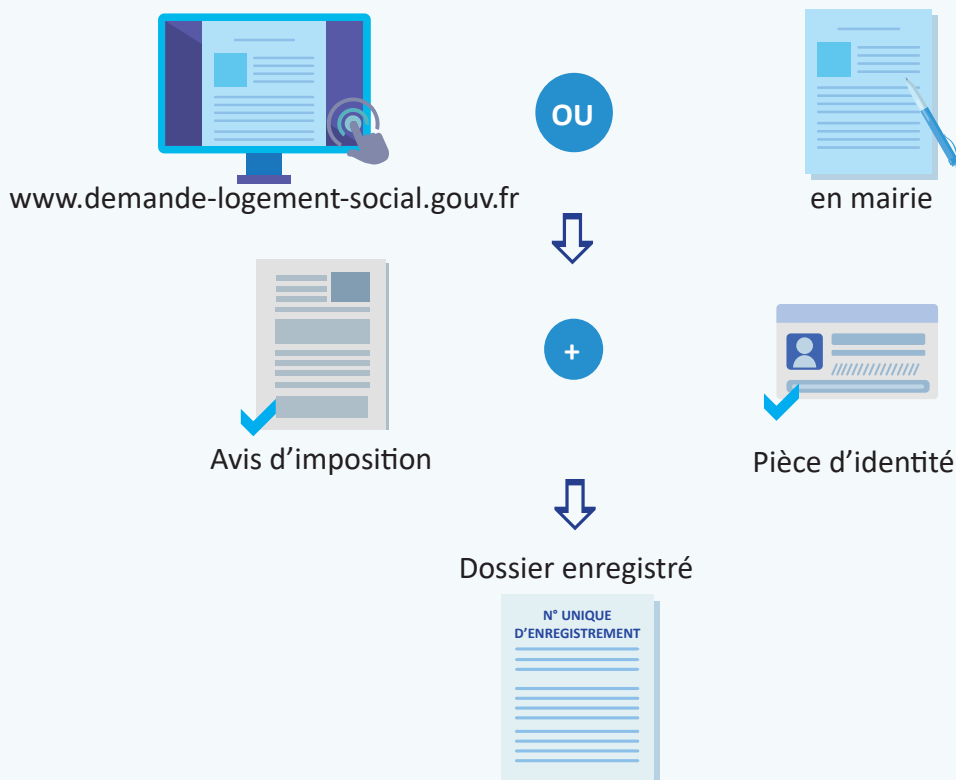 OU
www.demande-logement-social.gouv.fr
en mairie
+
Avis d’imposition
Pièce d’identité
Dossier enregistré
N° UNIQUE
D’ENREGISTREMENT